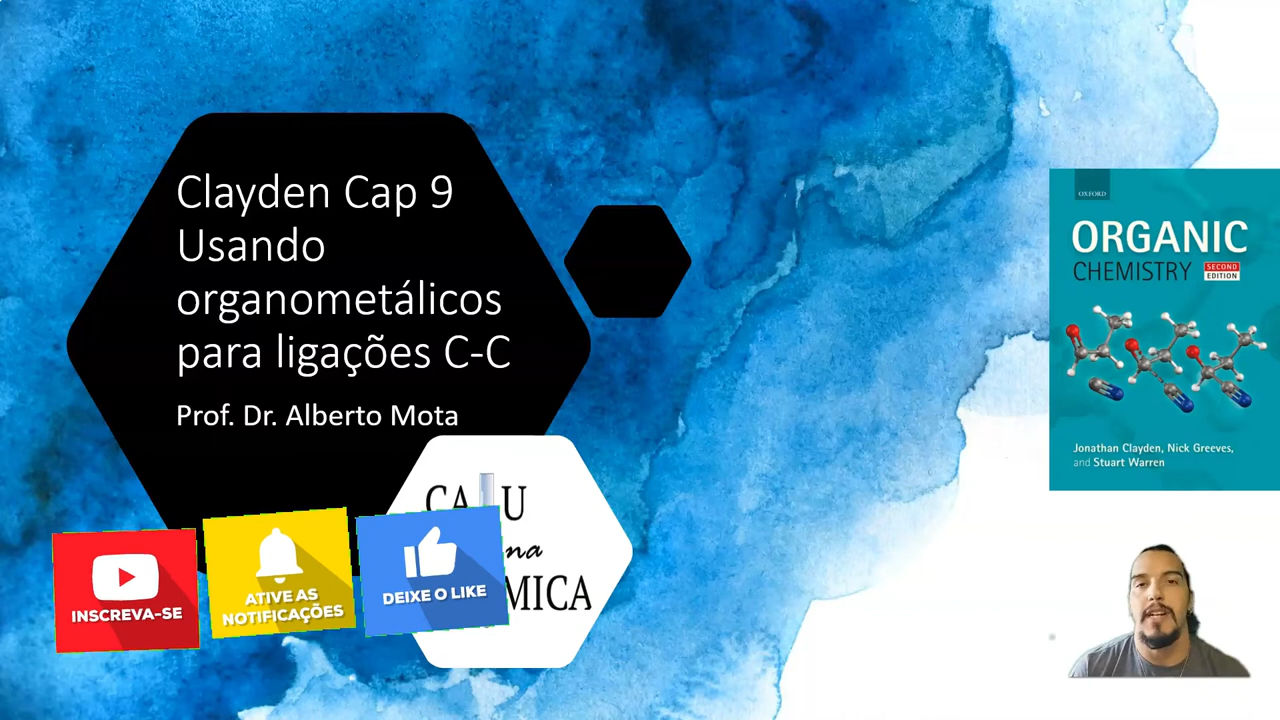 Clayden Cap 9
Usando
organometálicos
para ligações C-C
Prof. Dr. Alberto Mota
OXFORD
ORGANIC
CHEMISTRY
SECOND
EDITION
Jonathan Clayden, Nick Greeves,
and Stuart Warren
INSCREVA-SE
ATIVE AS
NOTIFICAÇÕES
DEIXE O LIKE